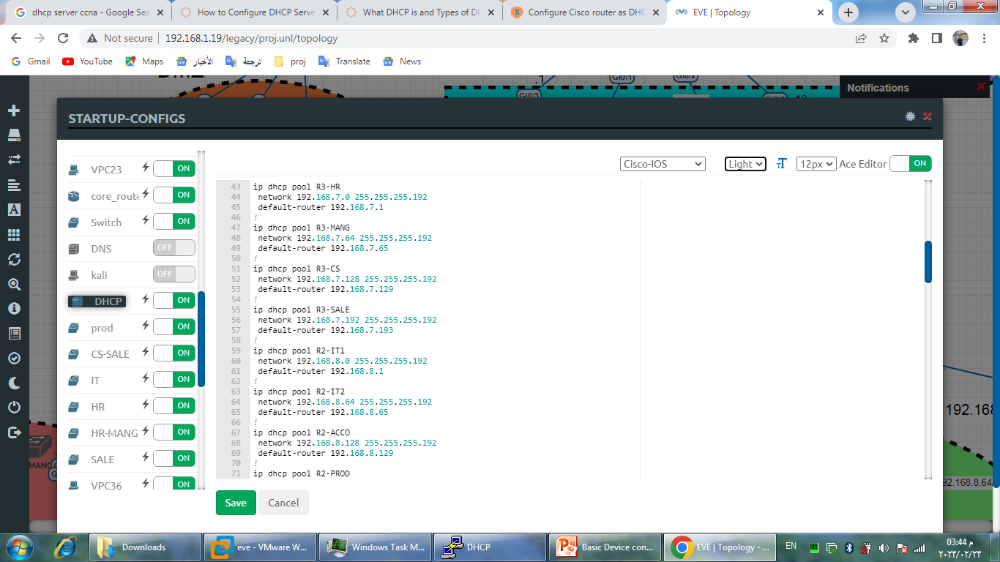 dhcp server ccna - Google Sea
How to Configure DHCP Serve
What DHCP is and Types of DH
Configure Cisco router as DHC
EVE | Topology
Not secure | 192.168.1.19/legacy/proj.unl/topology
Gmail
YouTube
Maps
الأخبار
ترجمة
proj
Translate
News
.1
Gi0/3
Gi0/1
Gi0/2
Notifications
STARTUP-CONFIGS
VPC23 ON
core_route ON
Switch ON
DNS OFF
kali OFF
DHCP ON
prod ON
CS-SALE ON
IT ON
HR ON
HR-MANG ON
SALE ON
VPC36 ON
Cisco-IOS
Light
12px
Ace Editor
ON
43 ip dhcp pool R3-HR
44 network 192.168.7.0 255.255.255.192
45 default-router 192.168.7.1
46 !
47 ip dhcp pool R3-MANG
48 network 192.168.7.64 255.255.255.192
49 default-router 192.168.7.65
50 !
51 ip dhcp pool R3-CS
52 network 192.168.7.128 255.255.255.192
53 default-router 192.168.7.129
54 !
55 ip dhcp pool R3-SALE
56 network 192.168.7.192 255.255.255.192
57 default-router 192.168.7.193
58 !
59 ip dhcp pool R2-IT1
60 network 192.168.8.0 255.255.255.192
61 default-router 192.168.8.1
62 !
63 ip dhcp pool R2-IT2
64 network 192.168.8.64 255.255.255.192
65 default-router 192.168.8.65
66 !
67 ip dhcp pool R2-ACCO
68 network 192.168.8.128 255.255.255.192
69 default-router 192.168.8.129
70 !
71 ip dhcp pool R2-PROD
Save
Cancel
192.168
92.168.8.64
Downloads
eve - VMware W...
Windows Task M...
DHCP
Basic Device con...
EVE | Topology - ...
EN
03:44 م
٢٠٢٣/٠٢/٢٣